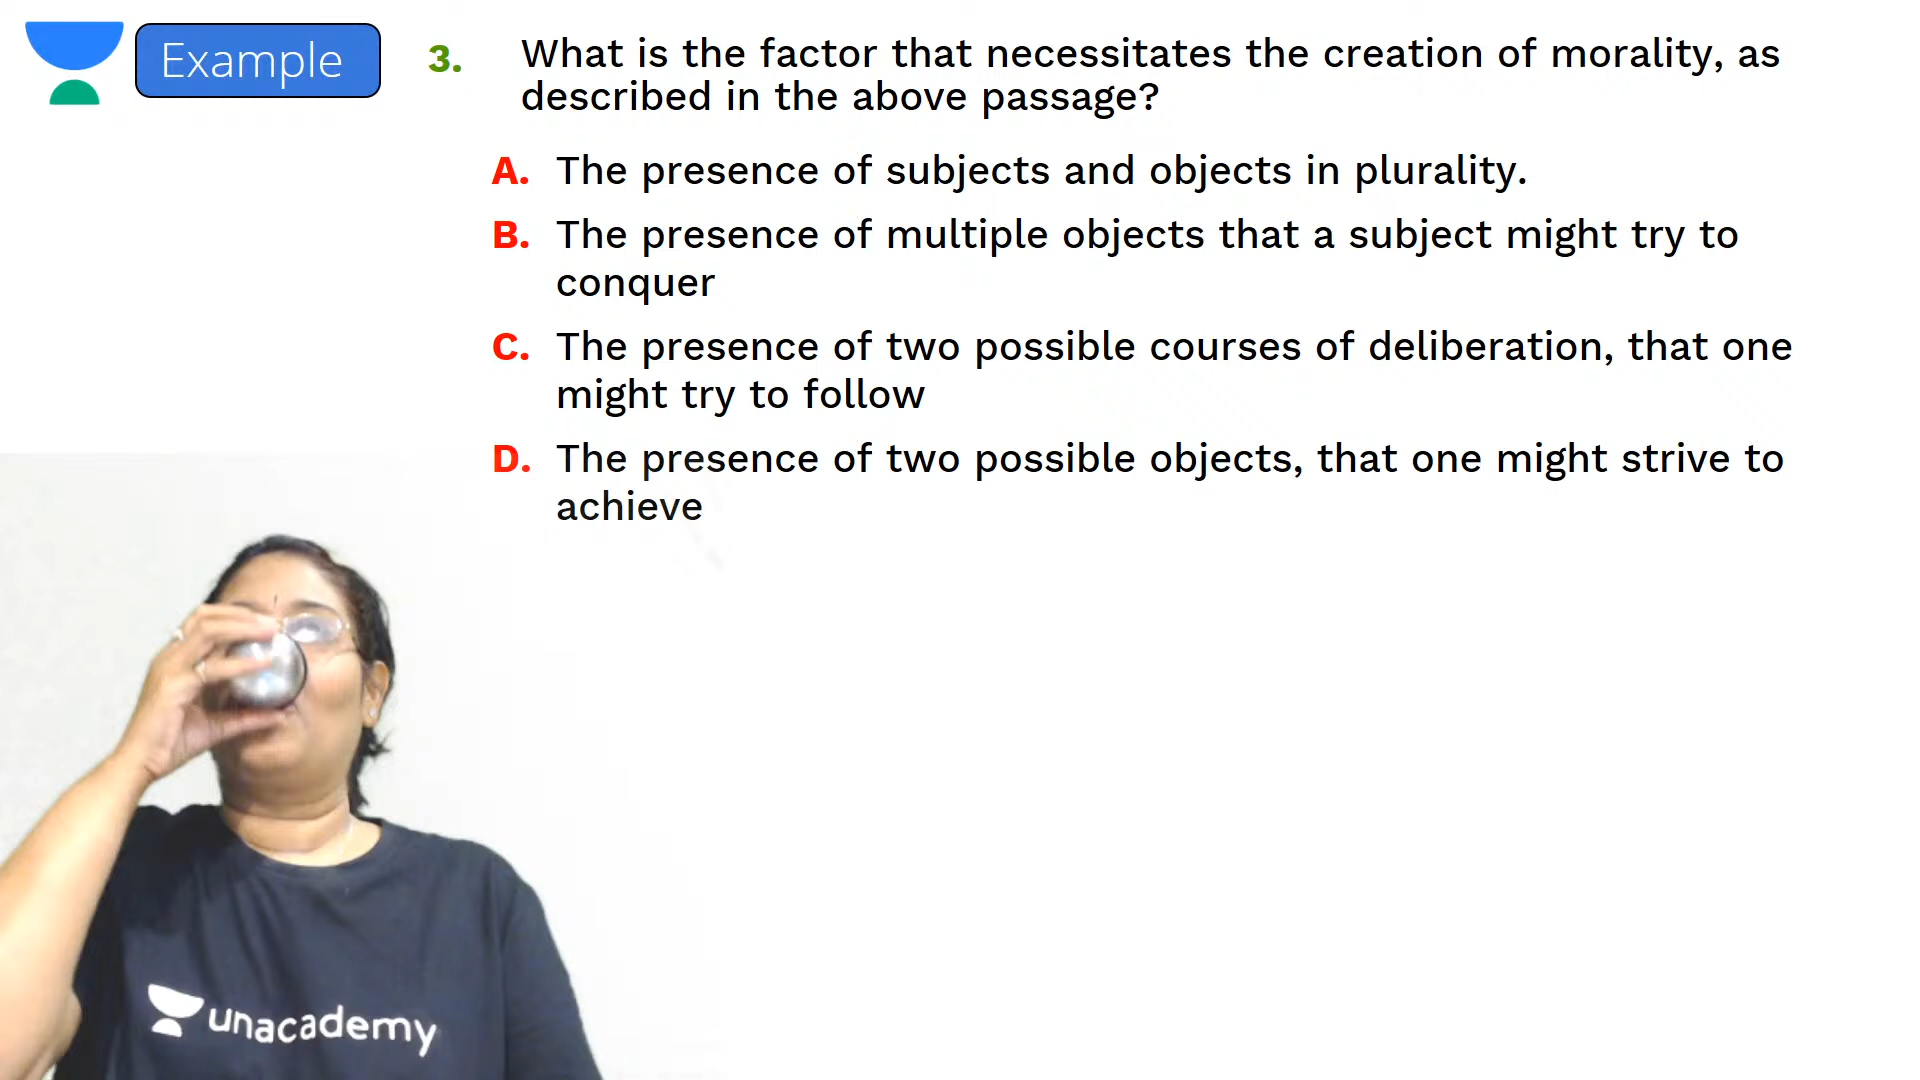 Example
3. What is the factor that necessitates the creation of morality, as
described in the above passage?
A. The presence of subjects and objects in plurality.
B. The presence of multiple objects that a subject might try to
conquer
C. The presence of two possible courses of deliberation, that one
might try to follow
D. The presence of two possible objects, that one might strive to
achieve
unacademy